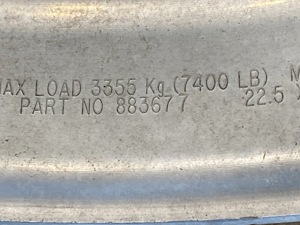 MAX LOAD 3355 Kg (7400 LB) M
PART NO 883677 22.5 X